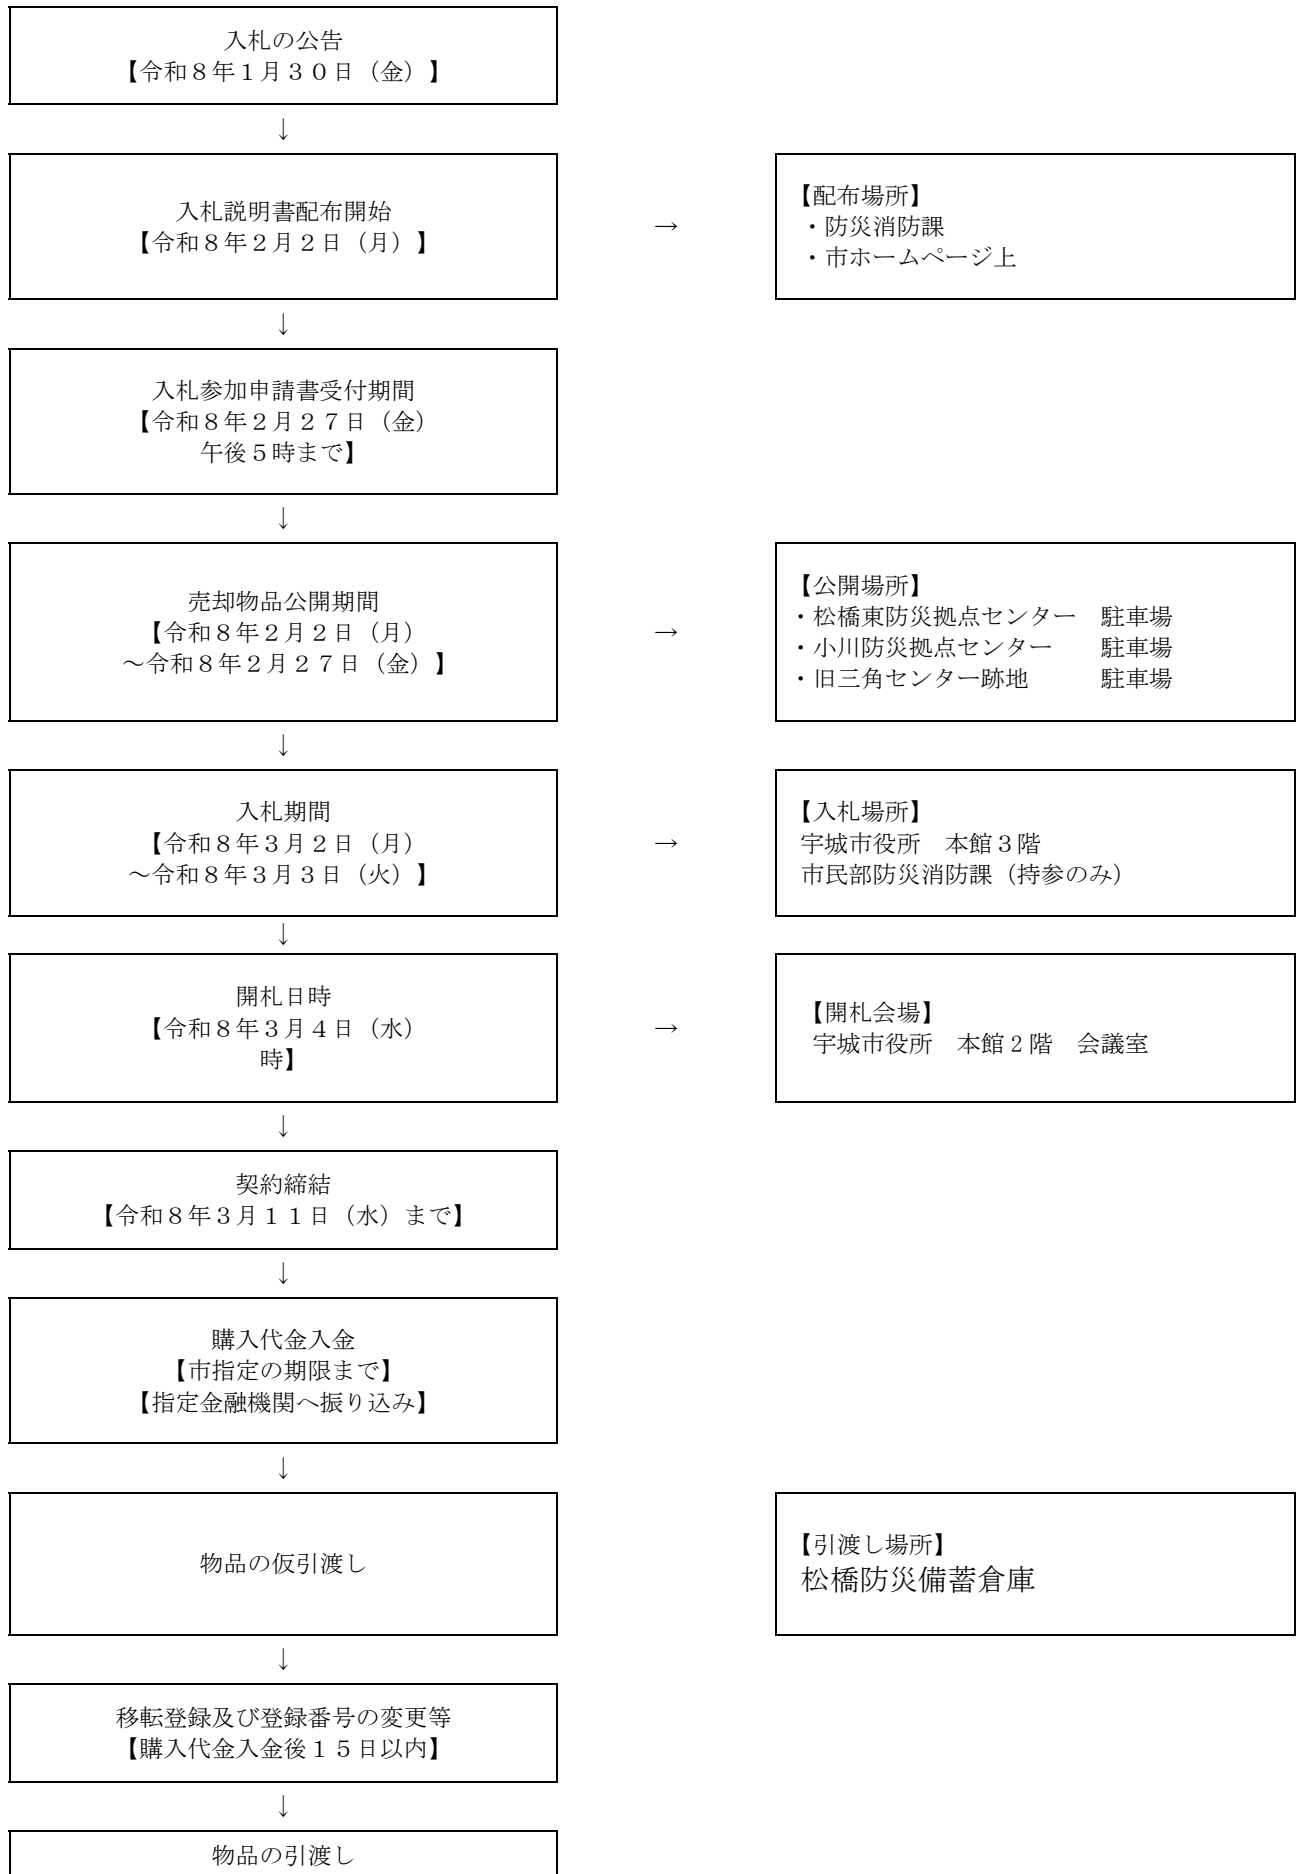 入札の公告
【令和８年１月３０日（金）】
↓
入札説明書配布開始
【令和８年２月２日（月）】
→
【配布場所】
・防災消防課
・市ホームページ上
↓
入札参加申請書受付期間
【令和８年２月２７日（金）
午後５時まで】
↓
売却物品公開期間
【令和８年２月２日（月）
～令和８年２月２７日（金）】
→
【公開場所】
・松橋東防災拠点センター　駐車場
・小川防災拠点センター　　駐車場
・旧三角センター跡地　　　駐車場
↓
入札期間
【令和８年３月２日（月）
～令和８年３月３日（火）】
→
【入札場所】
宇城市役所　本館３階
市民部防災消防課（持参のみ）
↓
開札日時
【令和８年３月４日（水）
時】
→
【開札会場】
宇城市役所　本館２階　会議室
↓
契約締結
【令和８年３月１１日（水）まで】
↓
購入代金入金
【市指定の期限まで】
【指定金融機関へ振り込み】
↓
物品の仮引渡し
【引渡し場所】
松橋防災備蓄倉庫
↓
移転登録及び登録番号の変更等
【購入代金入金後１５日以内】
↓
物品の引渡し